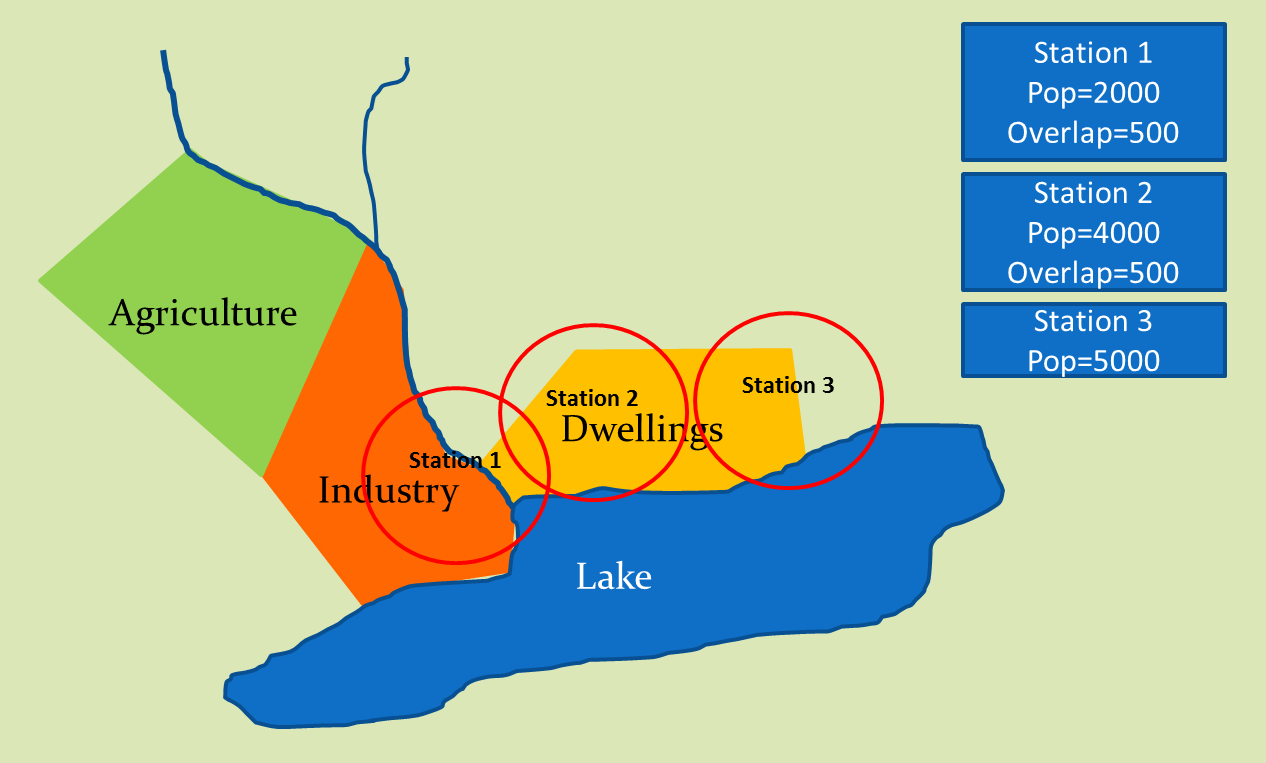 Station 1
Pop=2000
Overlap=500
Station 2
Pop=4000
Overlap=500
Station 3
Pop=5000
Agriculture
Industry
Station 1
Station 2
Dwellings
Station 3
Lake